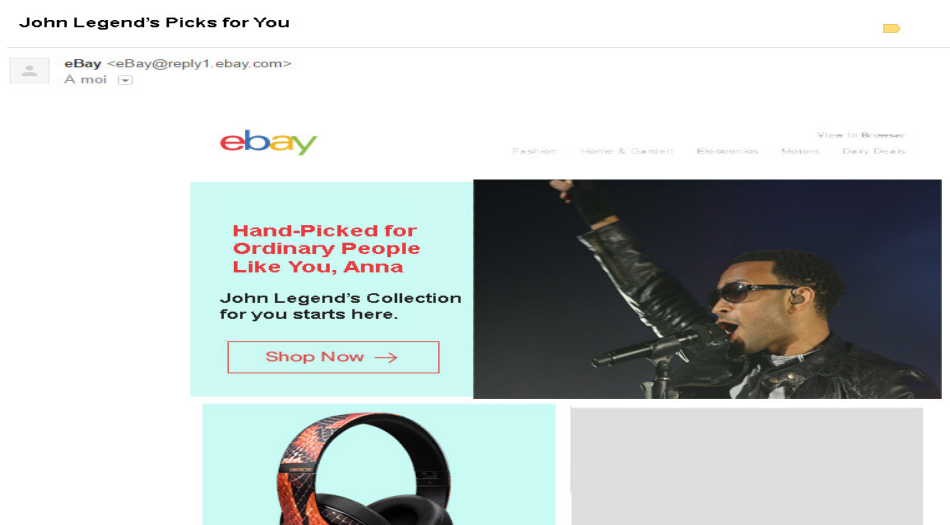 John Legend’s Picks for You
eBay <eBay@reply1.ebay.com>
À moi
ebay
View In Browser
Fashion Home & Garden Electronics Motors Daily Deals
Hand-Picked for
Ordinary People
Like You, Anna
John Legend’s Collection
for you starts here.
Shop Now →